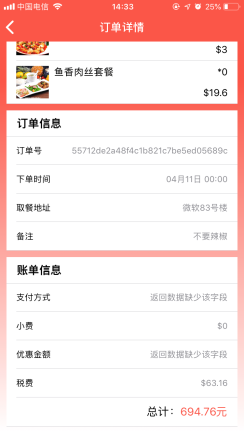 中国电信 14:33 25%
订单详情
$3
鱼香肉丝套餐 *0
$19.6
订单信息
订单号 55712de2a48f4c1b821c7be5ed05689c
下单时间 04月11日 00:00
取餐地址 微软83号楼
备注 不要辣椒
账单信息
支付方式 返回数据缺少该字段
小费 $0
优惠金额 返回数据缺少该字段
税费 $63.16
总计：694.76元